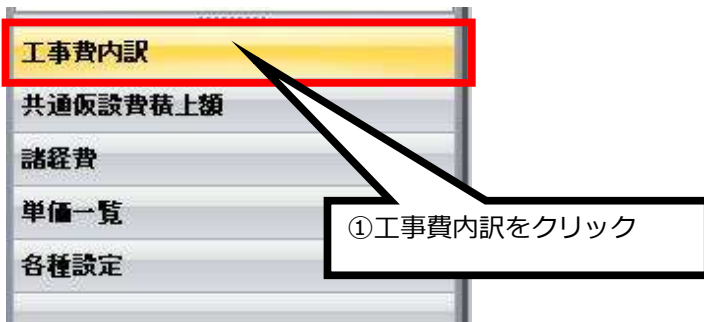 工事費内訳
共通仮設費積上額
諸経費
単価一覧
①工事費内訳をクリック
各種設定